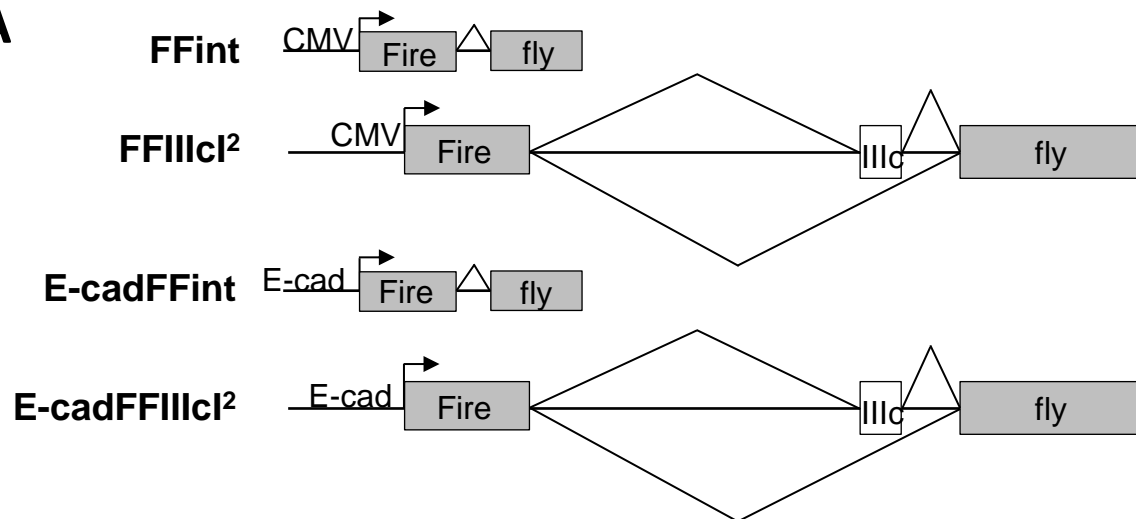 A
FFint CMV Fire fly
FFIIIcI² CMV Fire IIIc fly
E-cadFFint E-cad Fire fly
E-cadFFIIIcI² E-cad Fire IIIc fly